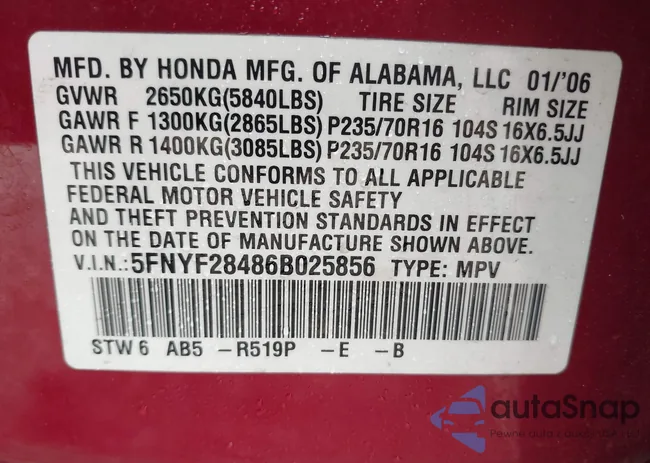 MFD. BY HONDA MFG. OF ALABAMA, LLC 01/'06
GVWR 2650KG(5840LBS) TIRE SIZE RIM SIZE
GAWR F 1300KG(2865LBS) P235/70R16 104S 16X6.5JJ
GAWR R 1400KG(3085LBS) P235/70R16 104S 16X6.5JJ
THIS VEHICLE CONFORMS TO ALL APPLICABLE
FEDERAL MOTOR VEHICLE SAFETY
AND THEFT PREVENTION STANDARDS IN EFFECT
ON THE DATE OF MANUFACTURE SHOWN ABOVE.
V.I.N.:5FNYF28486B025856 TYPE: MPV
STW 6 AB5 -R519P -E -B
autaSnap
Pewne auta z